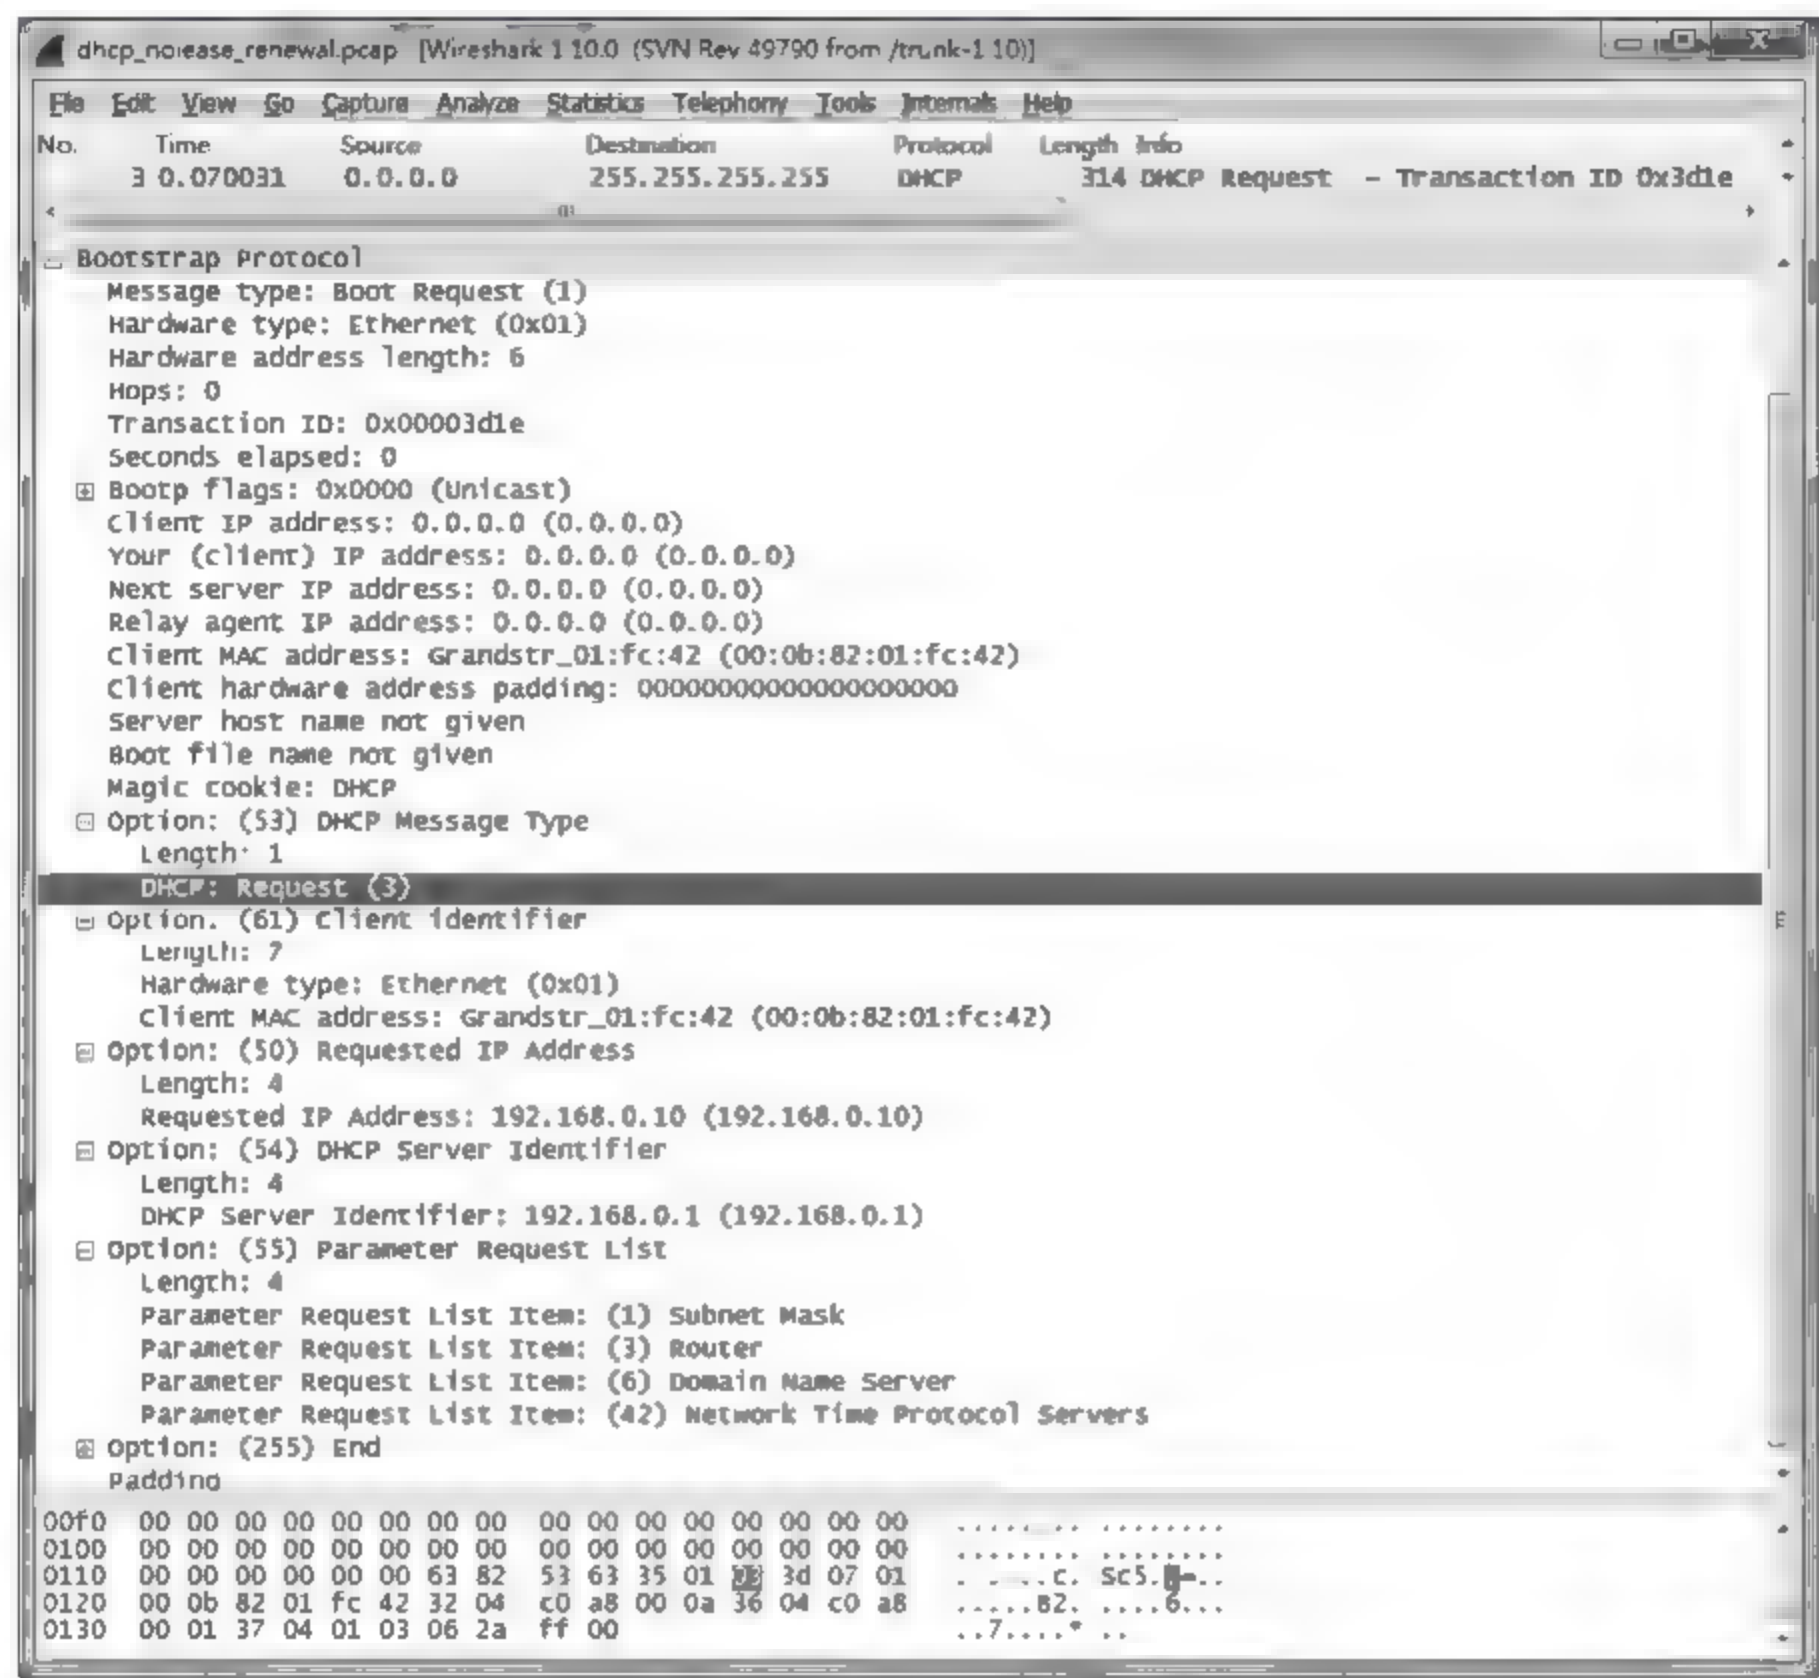 dhcp_nolease_renewal.pcap [Wireshark 1.10.0 (SVN Rev 49790 from /trunk-1.10)]
File Edit View Go Capture Analyze Statistics Telephony Tools Internals Help
No. Time Source Destination Protocol Length Info
3 0.070031 0.0.0.0 255.255.255.255 DHCP 314 DHCP Request - Transaction ID 0x3d1e
Bootstrap Protocol
Message type: Boot Request (1)
Hardware type: Ethernet (0x01)
Hardware address length: 6
Hops: 0
Transaction ID: 0x00003d1e
Seconds elapsed: 0
Bootp flags: 0x0000 (Unicast)
Client IP address: 0.0.0.0 (0.0.0.0)
Your (client) IP address: 0.0.0.0 (0.0.0.0)
Next server IP address: 0.0.0.0 (0.0.0.0)
Relay agent IP address: 0.0.0.0 (0.0.0.0)
Client MAC address: Grandstr_01:fc:42 (00:0b:82:01:fc:42)
Client hardware address padding: 00000000000000000000
Server host name not given
Boot file name not given
Magic cookie: DHCP
Option: (53) DHCP Message Type
Length: 1
DHCP: Request (3)
Option: (61) Client identifier
Length: 7
Hardware type: Ethernet (0x01)
Client MAC address: Grandstr_01:fc:42 (00:0b:82:01:fc:42)
Option: (50) Requested IP Address
Length: 4
Requested IP Address: 192.168.0.10 (192.168.0.10)
Option: (54) DHCP Server Identifier
Length: 4
DHCP Server Identifier: 192.168.0.1 (192.168.0.1)
Option: (55) Parameter Request List
Length: 4
Parameter Request List Item: (1) Subnet Mask
Parameter Request List Item: (3) Router
Parameter Request List Item: (6) Domain Name Server
Parameter Request List Item: (42) Network Time Protocol Servers
Option: (255) End
Padding
00f0 00 00 00 00 00 00 00 00 00 00 00 00 00 00 00 00 ........ ........
0100 00 00 00 00 00 00 00 00 00 00 00 00 00 00 00 00 ........ ........
0110 00 00 00 00 00 00 63 82 53 63 35 01 03 3d 07 01 ......c. Sc5..=..
0120 00 0b 82 01 fc 42 32 04 c0 a8 00 0a 36 04 c0 a8 .....B2. ....6...
0130 00 01 37 04 01 03 06 2a ff 00 ..7....* ..